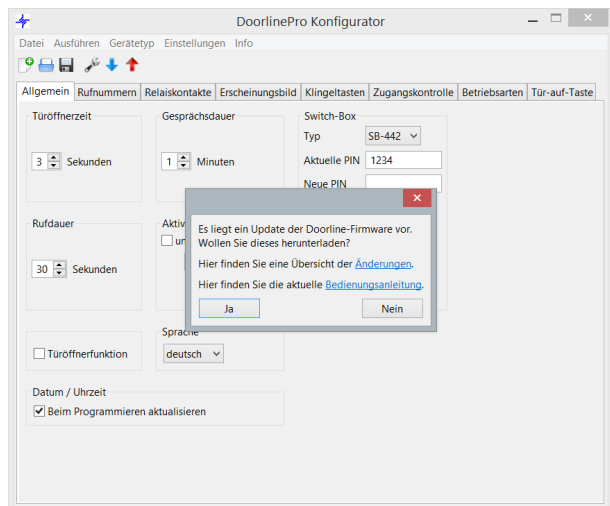 DoorlinePro Konfigurator
Datei Ausführen Gerätetyp Einstellungen Info
Allgemein Rufnummern Relaiskontakte Erscheinungsbild Klingeltasten Zugangskontrolle Betriebsarten Tür-auf-Taste
Türöffnerzeit
3 Sekunden
Gesprächsdauer
1 Minuten
Switch-Box
Typ SB-442
Aktuelle PIN 1234
Neue PIN
Rufdauer
30 Sekunden
Es liegt ein Update der Doorline-Firmware vor.
Wollen Sie dieses herunterladen?
Hier finden Sie eine Übersicht der Änderungen.
Hier finden Sie die aktuelle Bedienungsanleitung.
Ja Nein
Türöffnerfunktion
Sprache
deutsch
Datum / Uhrzeit
Beim Programmieren aktualisieren